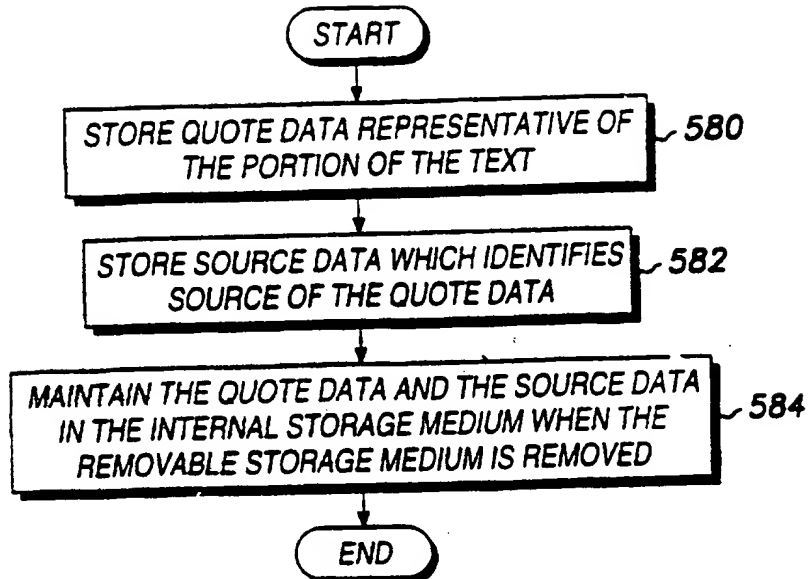 START
STORE QUOTE DATA REPRESENTATIVE OF
THE PORTION OF THE TEXT
580
STORE SOURCE DATA WHICH IDENTIFIES
SOURCE OF THE QUOTE DATA
582
MAINTAIN THE QUOTE DATA AND THE SOURCE DATA
IN THE INTERNAL STORAGE MEDIUM WHEN THE
REMOVABLE STORAGE MEDIUM IS REMOVED
584
END